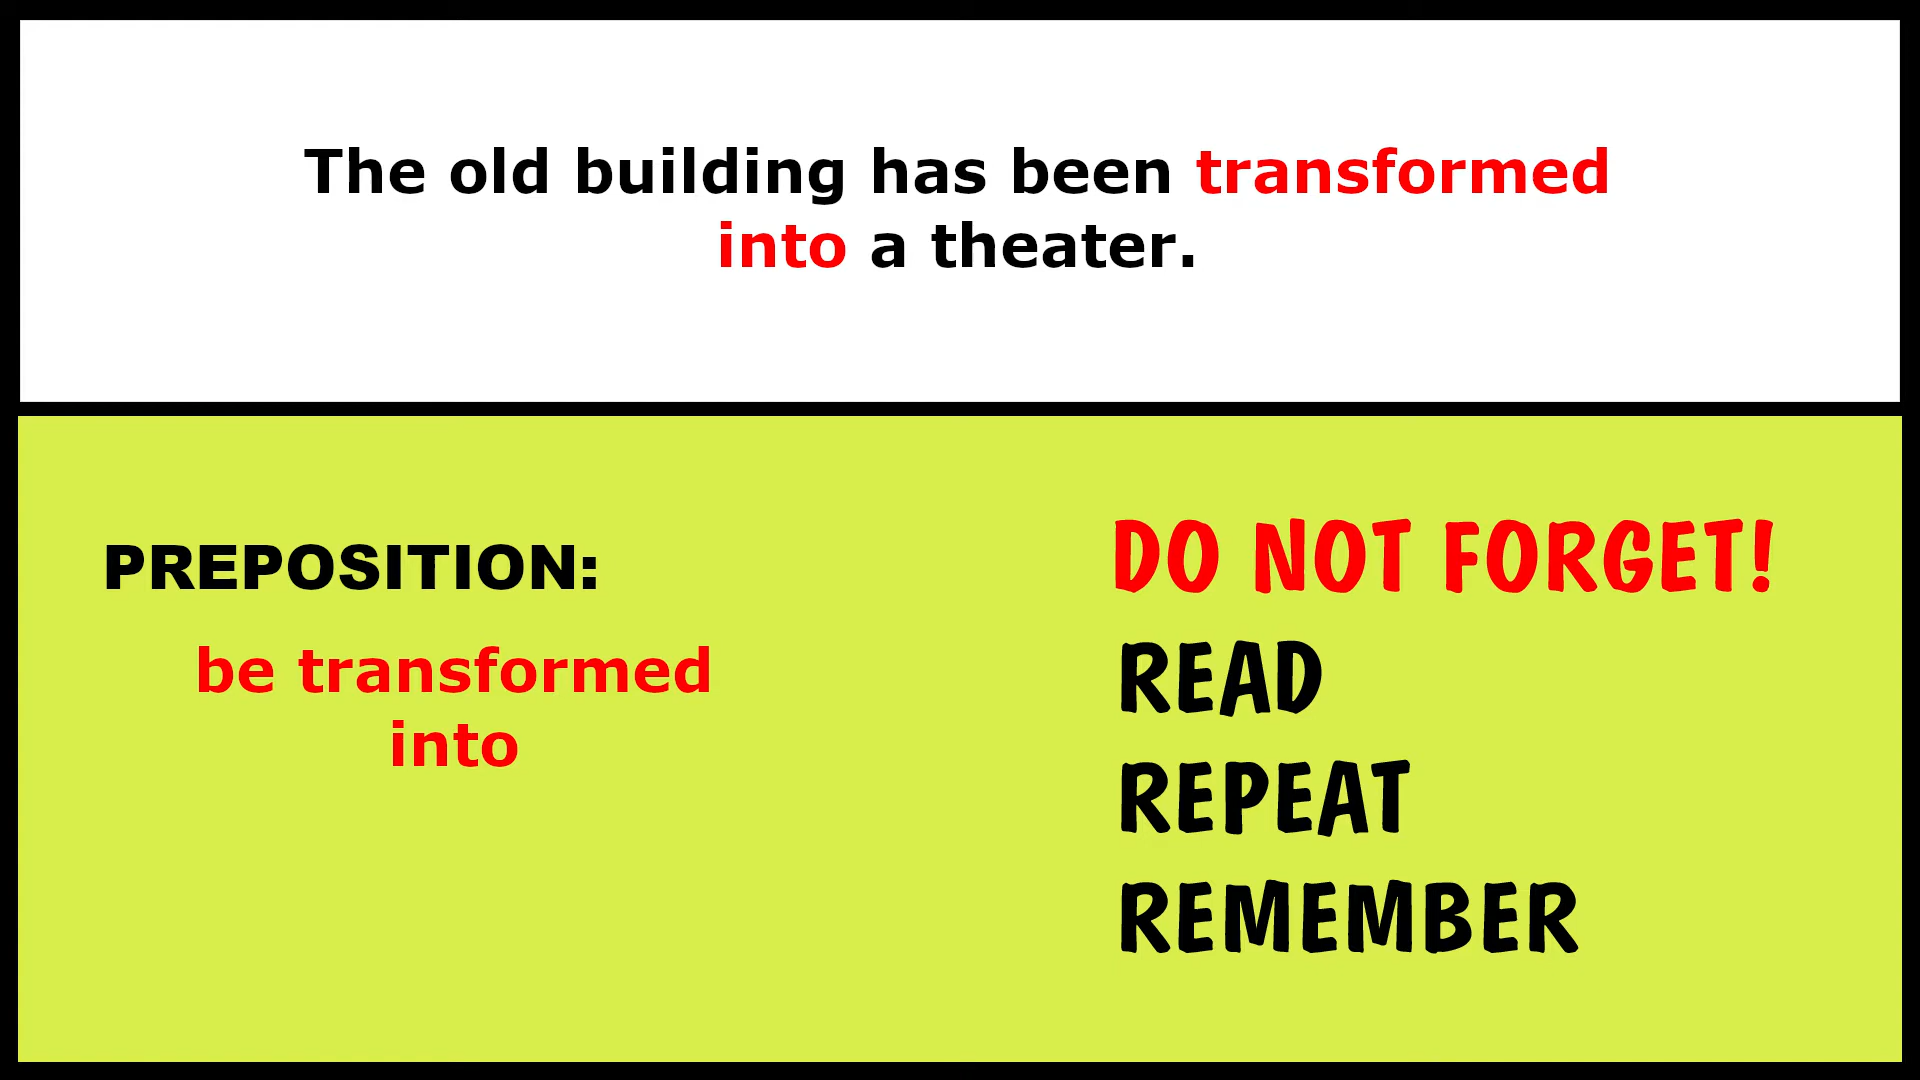 The old building has been transformed
into a theater.
PREPOSITION:
be transformed
into
DO NOT FORGET!
READ
REPEAT
REMEMBER